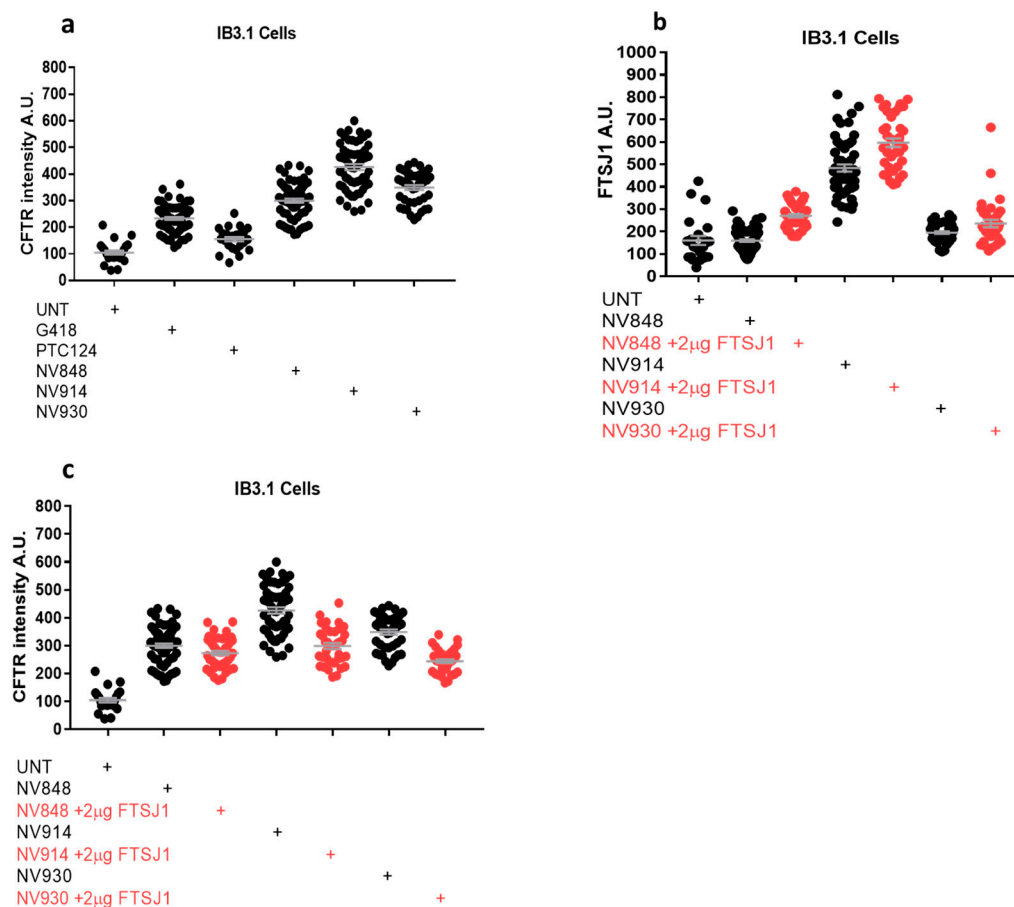 a
IB3.1 Cells
CFTR intensity A.U.
800
700
600
500
400
300
200
100
0
UNT +
G418 +
PTC124 +
NV848 +
NV914 +
NV930 +
b
IB3.1 Cells
FTSJ1 A.U.
1000
900
800
700
600
500
400
300
200
100
0
UNT +
NV848 +
NV848 +2μg FTSJ1 +
NV914 +
NV914 +2μg FTSJ1 +
NV930 +
NV930 +2μg FTSJ1 +
c
IB3.1 Cells
CFTR intensity A.U.
800
700
600
500
400
300
200
100
0
UNT +
NV848 +
NV848 +2μg FTSJ1 +
NV914 +
NV914 +2μg FTSJ1 +
NV930 +
NV930 +2μg FTSJ1 +